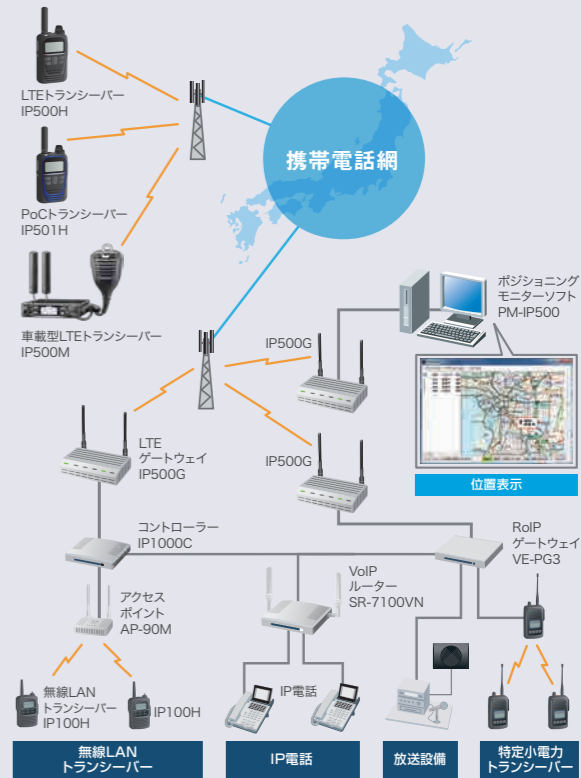 LTEトランシーバー
IP500H
携帯電話網
PoCトランシーバー
IP501H
車載型LTEトランシーバー
IP500M
ポジショニング
モニターソフト
PM-IP500
位置表示
IP500G
LTE
ゲートウェイ
IP500G
IP500G
コントローラー
IP1000C
RoIP
ゲートウェイ
VE-PG3
VoIP
ルーター
SR-7100VN
アクセス
ポイント
AP-90M
無線LAN
トランシーバー
IP100H
IP100H
IP電話
無線LAN
トランシーバー
IP電話
放送設備
特定小電力
トランシーバー